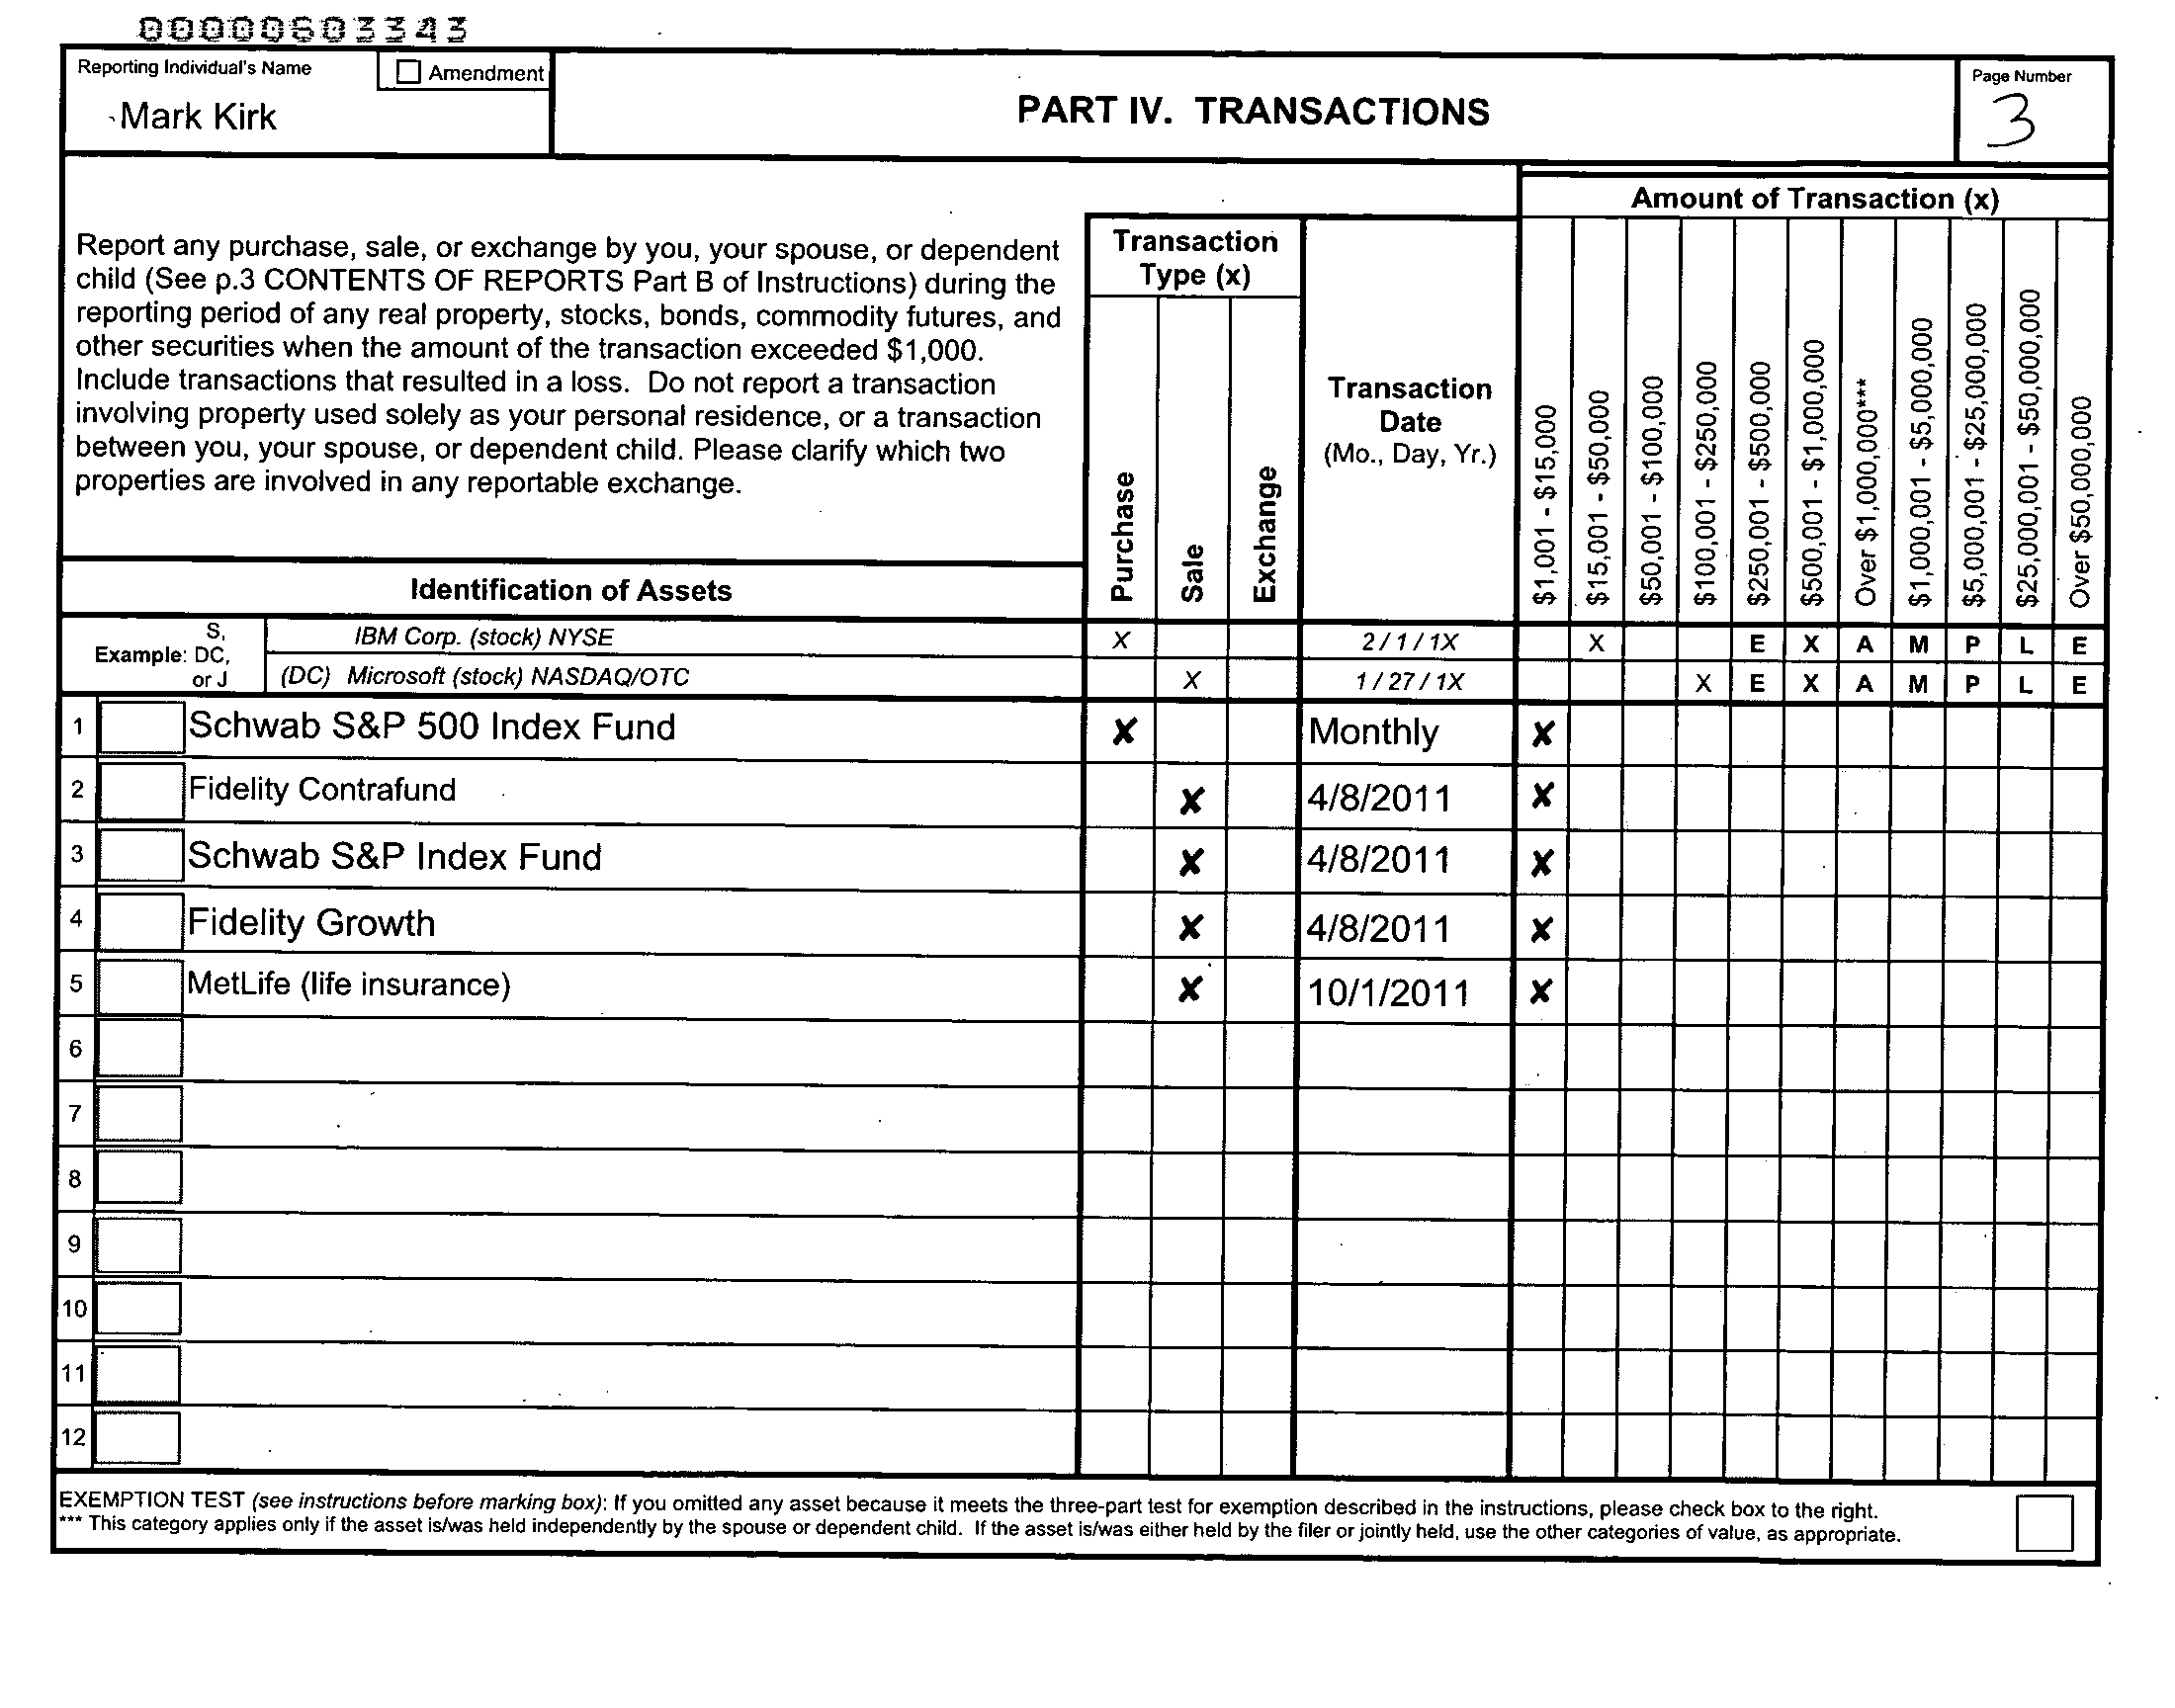 00000603343
Reporting Individual's Name
Amendment
Mark Kirk
PART IV. TRANSACTIONS
Page Number
3
Report any purchase, sale, or exchange by you, your spouse, or dependent
child (See p.3 CONTENTS OF REPORTS Part B of Instructions) during the
reporting period of any real property, stocks, bonds, commodity futures, and
other securities when the amount of the transaction exceeded $1,000.
Include transactions that resulted in a loss. Do not report a transaction
involving property used solely as your personal residence, or a transaction
between you, your spouse, or dependent child. Please clarify which two
properties are involved in any reportable exchange.
Identification of Assets
Transaction
Type (x)
Purchase
Sale
Exchange
Transaction
Date
(Mo., Day, Yr.)
Amount of Transaction (x)
$1,001 - $15,000
$15,001 - $50,000
$50,001 - $100,000
$100,001 - $250,000
$250,001 - $500,000
$500,001 - $1,000,000
Over $1,000,000***
$1,000,001 - $5,000,000
$5,000,001 - $25,000,000
$25,000,001 - $50,000,000
Over $50,000,000
Example: S, DC, or J
IBM Corp. (stock) NYSE X 2 / 1 / 1X X E X A M P L E
(DC) Microsoft (stock) NASDAQ/OTC X 1 / 27 / 1X X E X A M P L E
1 Schwab S&P 500 Index Fund X Monthly X
2 Fidelity Contrafund X 4/8/2011 X
3 Schwab S&P Index Fund X 4/8/2011 X
4 Fidelity Growth X 4/8/2011 X
5 MetLife (life insurance) X 10/1/2011 X
6
7
8
9
10
11
12
EXEMPTION TEST (see instructions before marking box): If you omitted any asset because it meets the three-part test for exemption described in the instructions, please check box to the right.
*** This category applies only if the asset is/was held independently by the spouse or dependent child. If the asset is/was either held by the filer or jointly held, use the other categories of value, as appropriate.